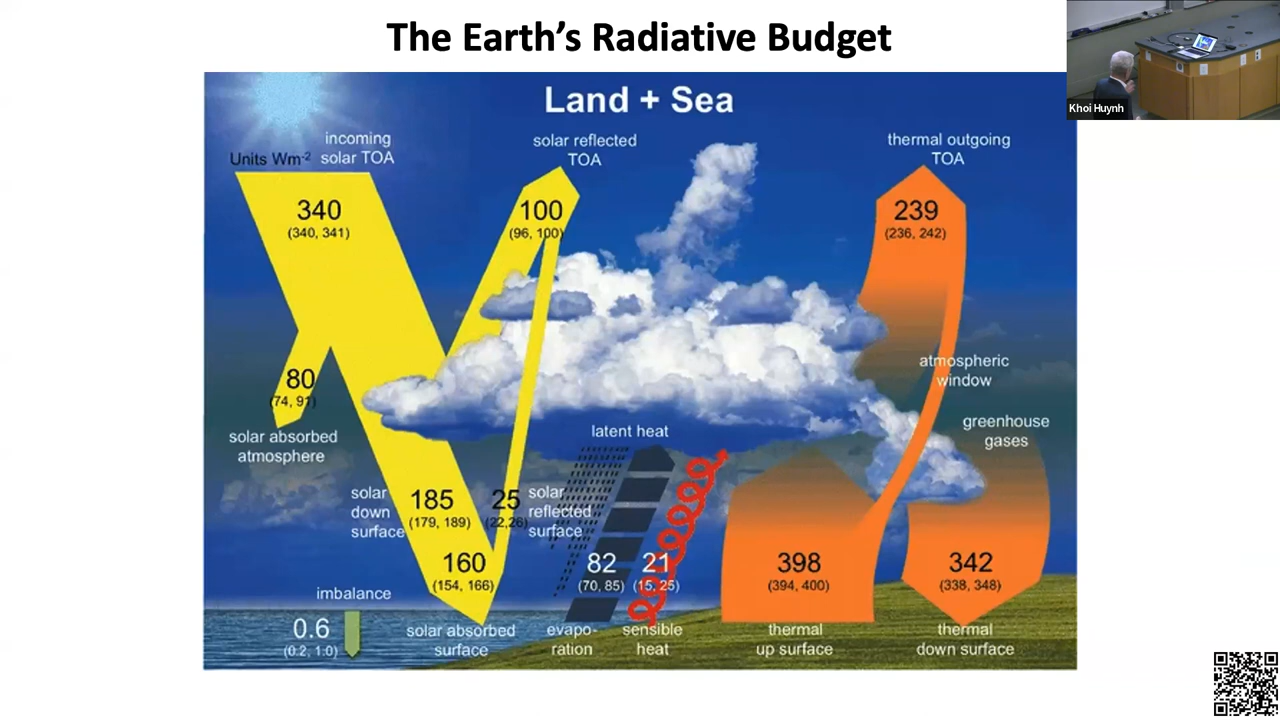 The Earth's Radiative Budget
Khoi Huynh
Land + Sea
Units Wm-2
incoming
solar TOA
solar reflected
TOA
thermal outgoing
TOA
340
(340, 341)
100
(96, 100)
239
(236, 242)
80
(74, 91)
solar absorbed
atmosphere
atmospheric
window
greenhouse
gases
latent heat
solar
down
surface
185
(179, 189)
25
(22,26)
solar
reflected
surface
160
(154, 166)
82
(70, 85)
21
(15, 25)
398
(394, 400)
342
(338, 348)
imbalance
0.6
(0.2, 1.0)
solar absorbed
surface
evapo-
ration
sensible
heat
thermal
up surface
thermal
down surface